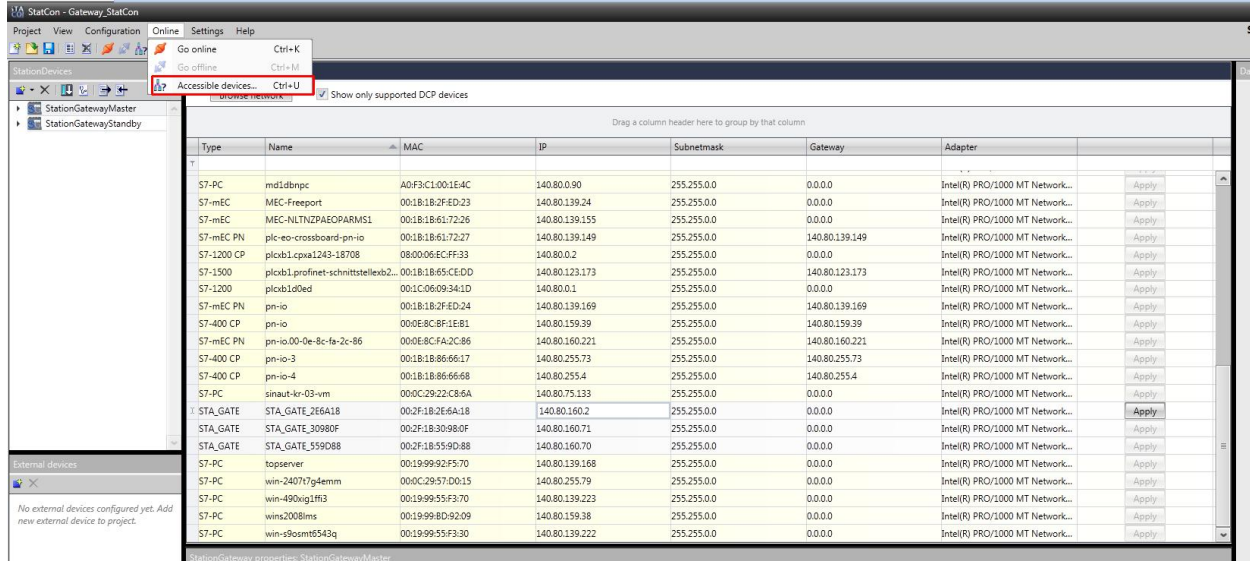 StatCon - Gateway_StatCon
Project View Configuration Online Settings Help
Go online Ctrl+K
Go offline Ctrl+M
Accessible devices... Ctrl+U
StationDevices
StationGatewayMaster
StationGatewayStandby
Browse network Show only supported DCP devices
Drag a column header here to group by that column
Type Name MAC IP Subnetmask Gateway Adapter
S7-PC md1dbnpc A0:F3:C1:00:1E:4C 140.80.0.90 255.255.0.0 0.0.0.0 Intel(R) PRO/1000 MT Network... Apply
S7-mEC MEC-Freeport 00:1B:1B:2F:ED:23 140.80.139.24 255.255.0.0 0.0.0.0 Intel(R) PRO/1000 MT Network... Apply
S7-mEC MEC-NLTNZPAEOPARMS1 00:1B:1B:61:72:26 140.80.139.155 255.255.0.0 0.0.0.0 Intel(R) PRO/1000 MT Network... Apply
S7-mEC PN plc-eo-crossboard-pn-io 00:1B:1B:61:72:27 140.80.139.149 255.255.0.0 140.80.139.149 Intel(R) PRO/1000 MT Network... Apply
S7-1200 CP plcxb1.cpxa1243-18708 08:00:06:EC:FF:33 140.80.0.2 255.255.0.0 0.0.0.0 Intel(R) PRO/1000 MT Network... Apply
S7-1500 plcxb1.profinet-schnittstellexb2... 00:1B:1B:65:CE:DD 140.80.123.173 255.255.0.0 140.80.123.173 Intel(R) PRO/1000 MT Network... Apply
S7-1200 plcxb1d0ed 00:1C:06:09:34:1D 140.80.0.1 255.255.0.0 0.0.0.0 Intel(R) PRO/1000 MT Network... Apply
S7-mEC PN pn-io 00:1B:1B:2F:ED:24 140.80.139.169 255.255.0.0 140.80.139.169 Intel(R) PRO/1000 MT Network... Apply
S7-400 CP pn-io 00:0E:8C:BF:1E:B1 140.80.159.39 255.255.0.0 140.80.159.39 Intel(R) PRO/1000 MT Network... Apply
S7-mEC PN pn-io.00-0e-8c-fa-2c-86 00:0E:8C:FA:2C:86 140.80.160.221 255.255.0.0 140.80.160.221 Intel(R) PRO/1000 MT Network... Apply
S7-400 CP pn-io-3 00:1B:1B:86:66:17 140.80.255.73 255.255.0.0 140.80.255.73 Intel(R) PRO/1000 MT Network... Apply
S7-400 CP pn-io-4 00:1B:1B:86:66:68 140.80.255.4 255.255.0.0 140.80.255.4 Intel(R) PRO/1000 MT Network... Apply
S7-PC sinaut-kr-03-vm 00:0C:29:22:C8:6A 140.80.75.133 255.255.0.0 0.0.0.0 Intel(R) PRO/1000 MT Network... Apply
STA_GATE STA_GATE_2E6A18 00:2F:1B:2E:6A:18 140.80.160.2 255.255.0.0 0.0.0.0 Intel(R) PRO/1000 MT Network... Apply
STA_GATE STA_GATE_30980F 00:2F:1B:30:98:0F 140.80.160.71 255.255.0.0 0.0.0.0 Intel(R) PRO/1000 MT Network... Apply
STA_GATE STA_GATE_559D88 00:2F:1B:55:9D:88 140.80.160.70 255.255.0.0 0.0.0.0 Intel(R) PRO/1000 MT Network... Apply
S7-PC topserver 00:19:99:92:F5:70 140.80.139.168 255.255.0.0 0.0.0.0 Intel(R) PRO/1000 MT Network... Apply
S7-PC win-2407t7g4emm 00:0C:29:57:D0:15 140.80.255.79 255.255.0.0 0.0.0.0 Intel(R) PRO/1000 MT Network... Apply
S7-PC win-490xig1ffi3 00:19:99:55:F3:70 140.80.139.223 255.255.0.0 0.0.0.0 Intel(R) PRO/1000 MT Network... Apply
S7-PC wins2008lms 00:19:99:BD:92:09 140.80.159.38 255.255.0.0 0.0.0.0 Intel(R) PRO/1000 MT Network... Apply
S7-PC win-s9osmt6543q 00:19:99:55:F3:30 140.80.139.222 255.255.0.0 0.0.0.0 Intel(R) PRO/1000 MT Network... Apply
External devices
No external devices configured yet. Add
new external device to project.
StationGateway properties: StationGatewayMaster